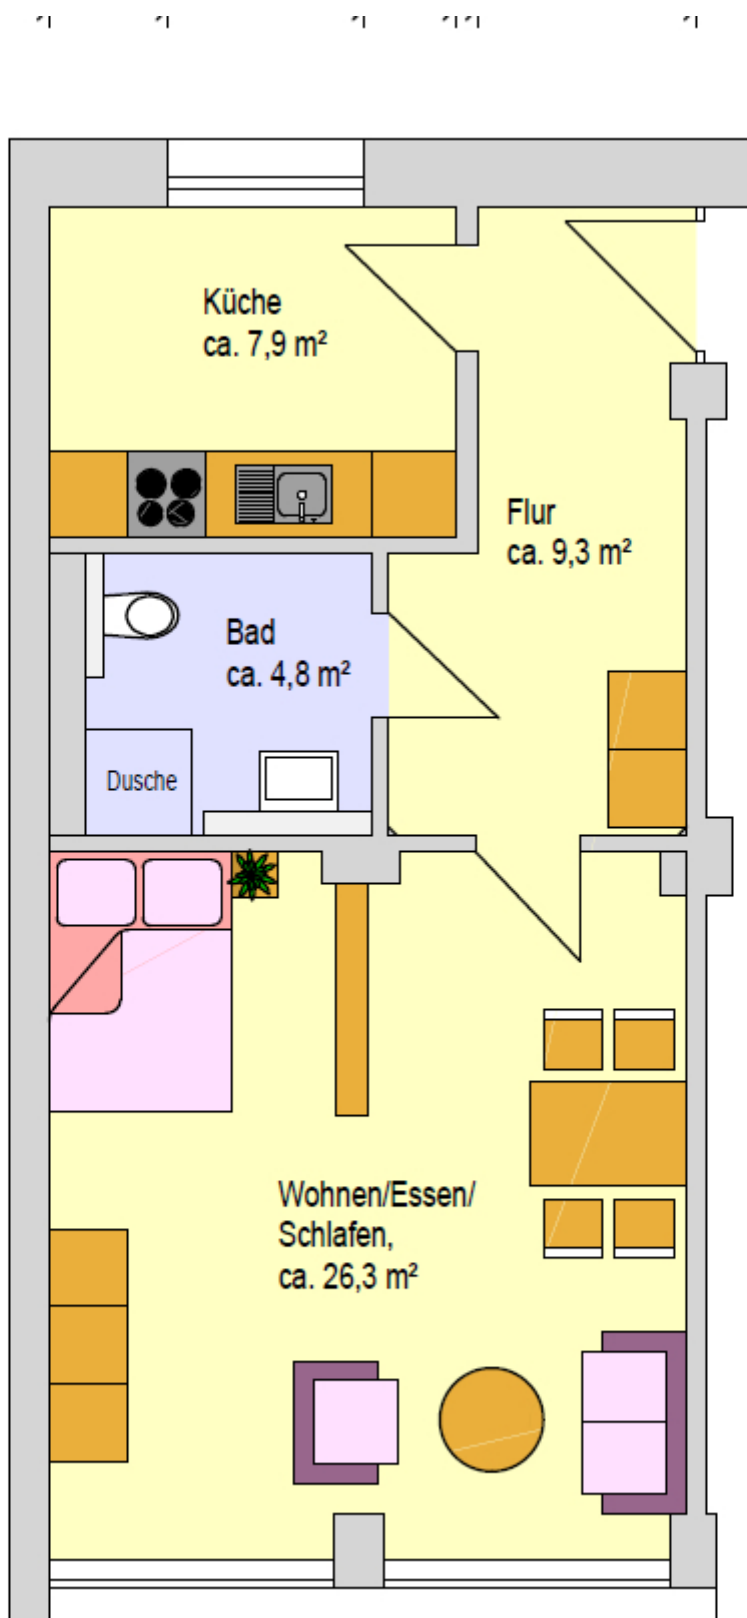 Küche
ca. 7,9 m²
Flur
ca. 9,3 m²
Bad
ca. 4,8 m²
Dusche
Wohnen/Essen/
Schlafen,
ca. 26,3 m²